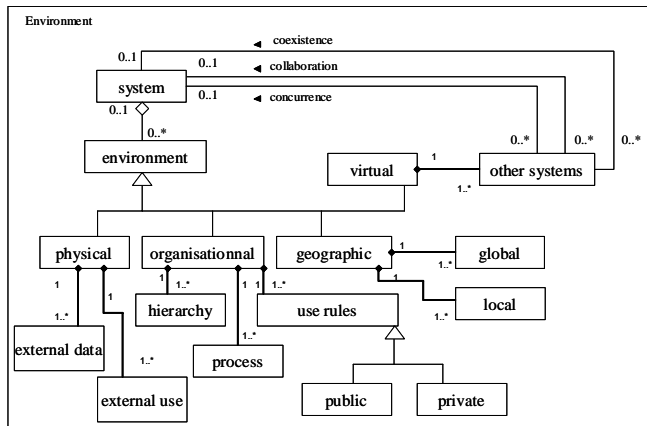 Environment
coexistence
0..1
0..1
collaboration
system
0..1
concurrence
0..1
0..*
0..*
0..*
0..*
environment
virtual
1
other systems
1..*
physical
organisationnal
geographic
1
global
1..*
1
1
1
1..*
1
1
1..*
1
hierarchy
use rules
1..*
local
1..*
external data
process
1..*
1..*
external use
public
private